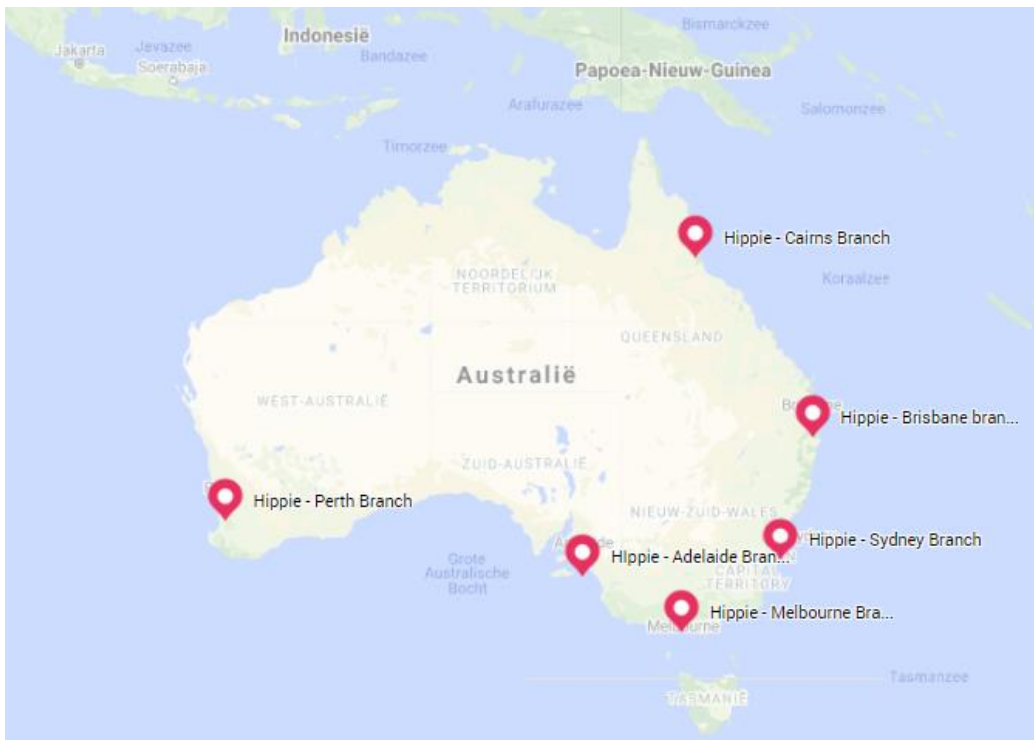 Bismarckzee
Indonesië
Jakarta
Javazee
Bandazee
Soerabaja
Papoea-Nieuw-Guinea
Arafurazee
Salomonzee
Timorzee
Hippie - Cairns Branch
NOORDELIJK
TERRITORIUM
Koraalzee
QUEENSLAND
Australië
WEST-AUSTRALIË
Hippie - Brisbane bran...
ZUID-AUSTRALIË
Hippie - Perth Branch
NIEUW-ZUID-WALES
Hippie - Sydney Branch
HIppie - Adelaide Bran...
Grote
Australische
Bocht
CAPITAL
TERRITORY
Hippie - Melbourne Bra...
Melbourne
Tasmanzee
TASMANIË